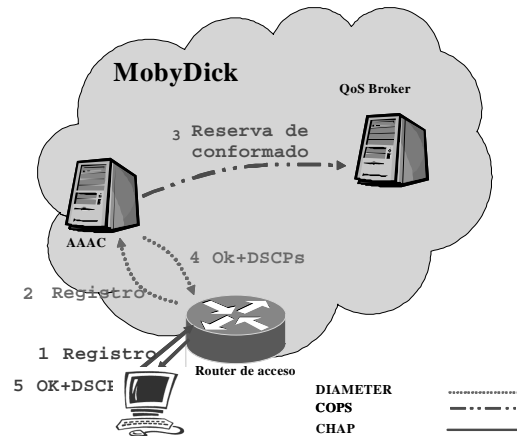 MobyDick
QoS Broker
3 Reserva de
conformado
AAAC
4 Ok+DSCPs
2 Registro
1 Registro
Router de acceso
5 OK+DSCP
DIAMETER
COPS
CHAP